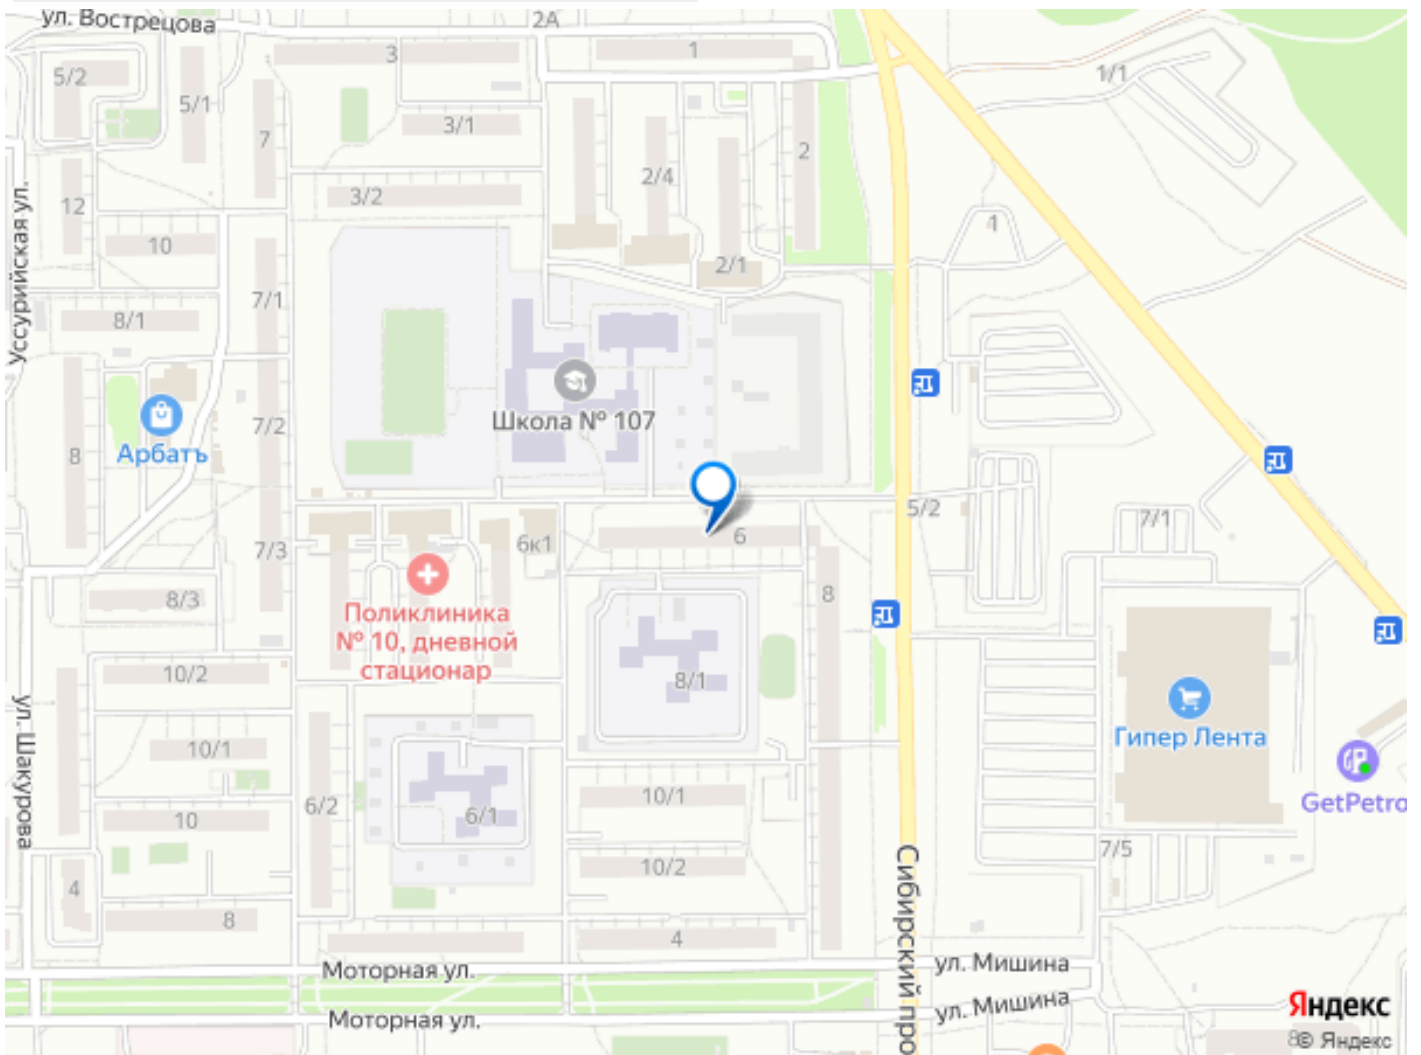 ул. Вострецова
2А
3
1
5/2
1/1
5/1
3/1
7
2
2/4
3/2
12
10
4
2/1
7/1
Уссурийская ул.
8/1
Школа № 107
7/2
Арбатъ
8
5/2
7/1
6
6к1
7/3
Поликлиника
№ 10, дневной
стационар
8/3
8
10/2
8/1
Гипер Лента
ул. Шакурова
10/1
10/1
GetPetro
6/2
6/1
10
7/5
10/2
4
8
4
Сибирский про
Моторная ул.
ул. Мишина
ул. Мишина
Моторная ул.
Яндекс
8
© Яндекс